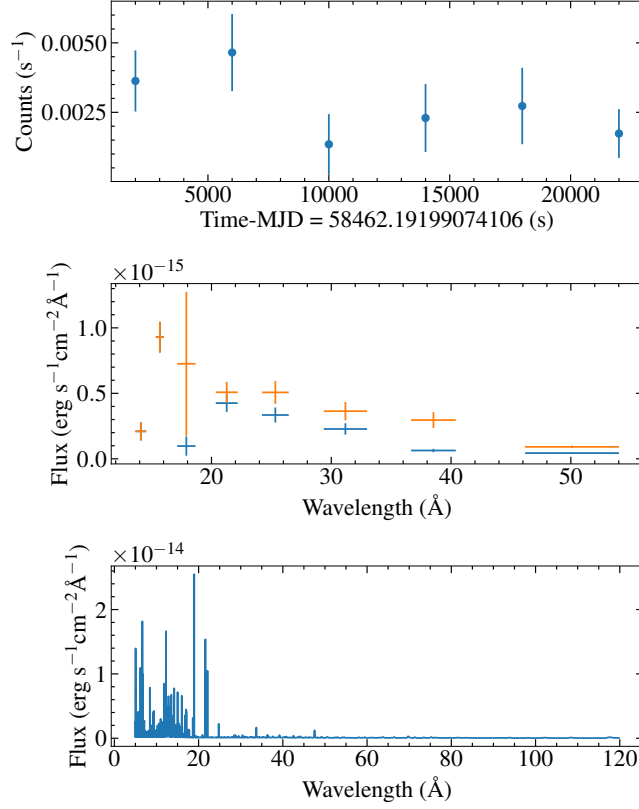 0.0050
0.0025
Counts (s⁻¹)
5000 10000 15000 20000
Time-MJD = 58462.19199074106 (s)
×10⁻¹⁵
1.0
0.5
0.0
Flux (erg s⁻¹cm⁻²Å⁻¹)
20 30 40 50
Wavelength (Å)
×10⁻¹⁴
2
1
0
Flux (erg s⁻¹cm⁻²Å⁻¹)
0 20 40 60 80 100 120
Wavelength (Å)